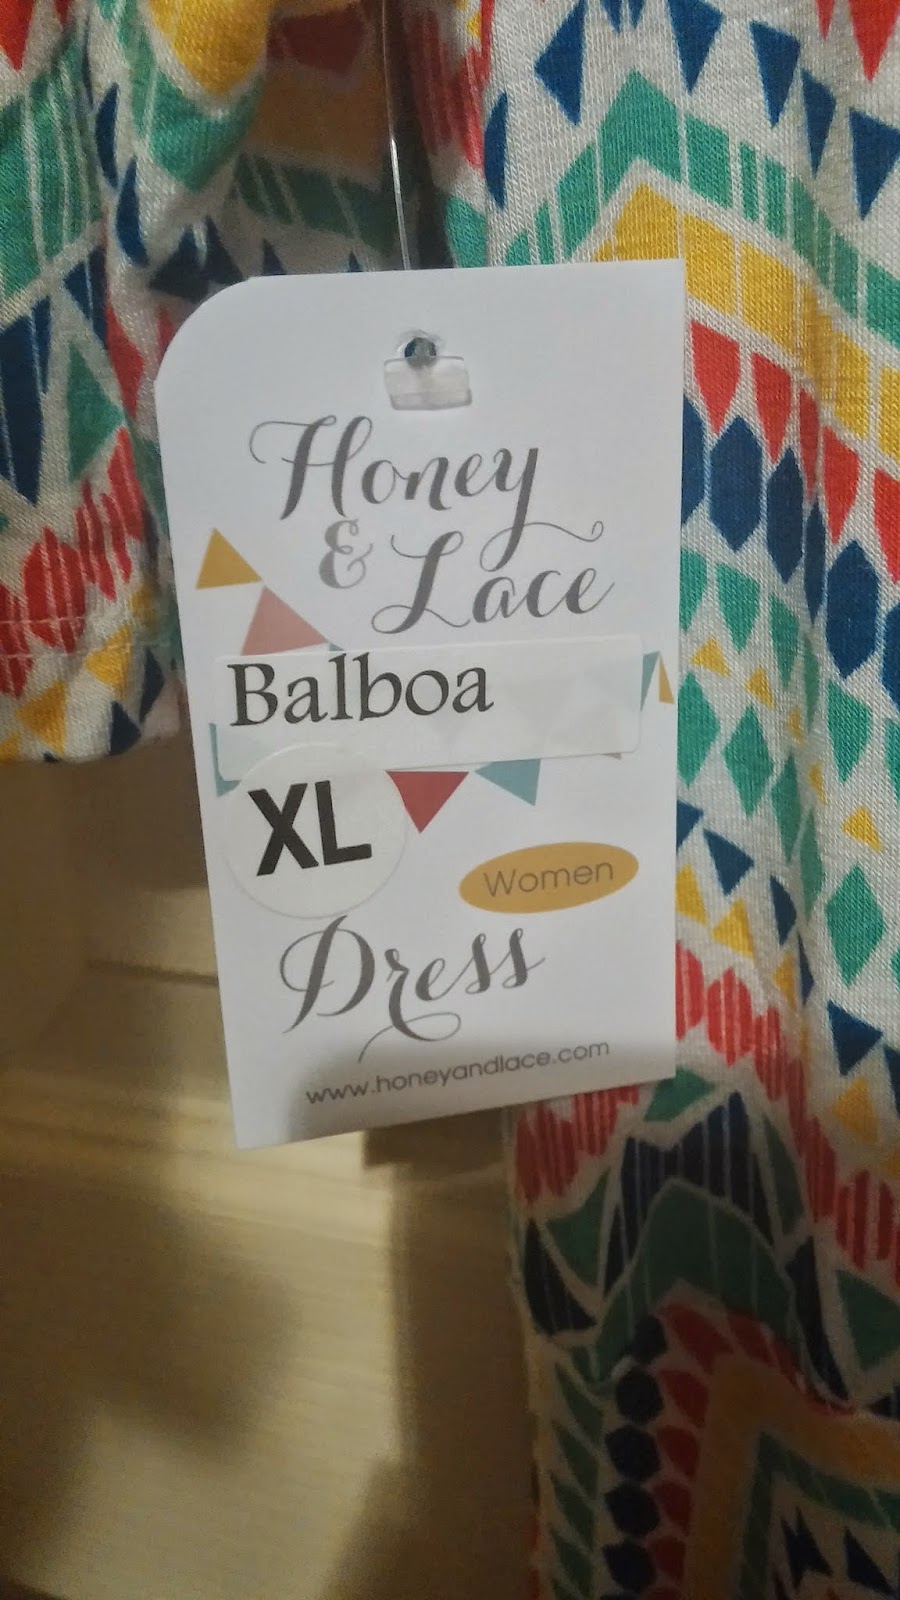 Honey
& Lace
Balboa
XL
Women
Dress
www.honeyandlace.com